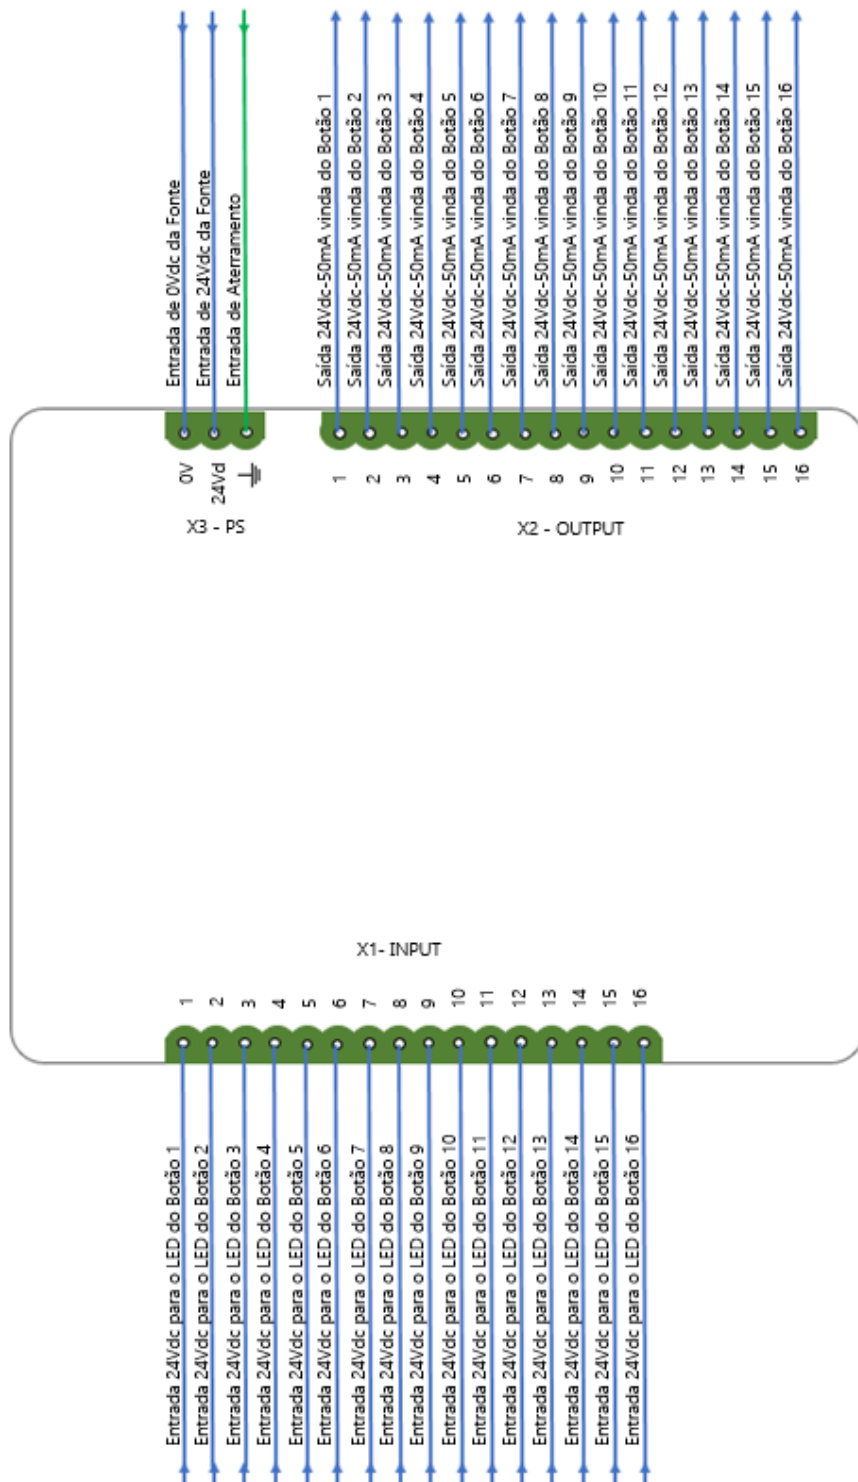 Entrada de 0Vdc da Fonte
Entrada de 24Vdc da Fonte
Entrada de Aterramento
Saída 24Vdc-50mA vinda do Botão 1
Saída 24Vdc-50mA vinda do Botão 2
Saída 24Vdc-50mA vinda do Botão 3
Saída 24Vdc-50mA vinda do Botão 4
Saída 24Vdc-50mA vinda do Botão 5
Saída 24Vdc-50mA vinda do Botão 6
Saída 24Vdc-50mA vinda do Botão 7
Saída 24Vdc-50mA vinda do Botão 8
Saída 24Vdc-50mA vinda do Botão 9
Saída 24Vdc-50mA vinda do Botão 10
Saída 24Vdc-50mA vinda do Botão 11
Saída 24Vdc-50mA vinda do Botão 12
Saída 24Vdc-50mA vinda do Botão 13
Saída 24Vdc-50mA vinda do Botão 14
Saída 24Vdc-50mA vinda do Botão 15
Saída 24Vdc-50mA vinda do Botão 16
0V
24Vd
1
2
3
4
5
6
7
8
9
10
11
12
13
14
15
16
X3 - PS
X2 - OUTPUT
X1- INPUT
1
2
3
4
5
6
7
8
9
10
11
12
13
14
15
16
Entrada 24Vdc para o LED do Botão 1
Entrada 24Vdc para o LED do Botão 2
Entrada 24Vdc para o LED do Botão 3
Entrada 24Vdc para o LED do Botão 4
Entrada 24Vdc para o LED do Botão 5
Entrada 24Vdc para o LED do Botão 6
Entrada 24Vdc para o LED do Botão 7
Entrada 24Vdc para o LED do Botão 8
Entrada 24Vdc para o LED do Botão 9
Entrada 24Vdc para o LED do Botão 10
Entrada 24Vdc para o LED do Botão 11
Entrada 24Vdc para o LED do Botão 12
Entrada 24Vdc para o LED do Botão 13
Entrada 24Vdc para o LED do Botão 14
Entrada 24Vdc para o LED do Botão 15
Entrada 24Vdc para o LED do Botão 16